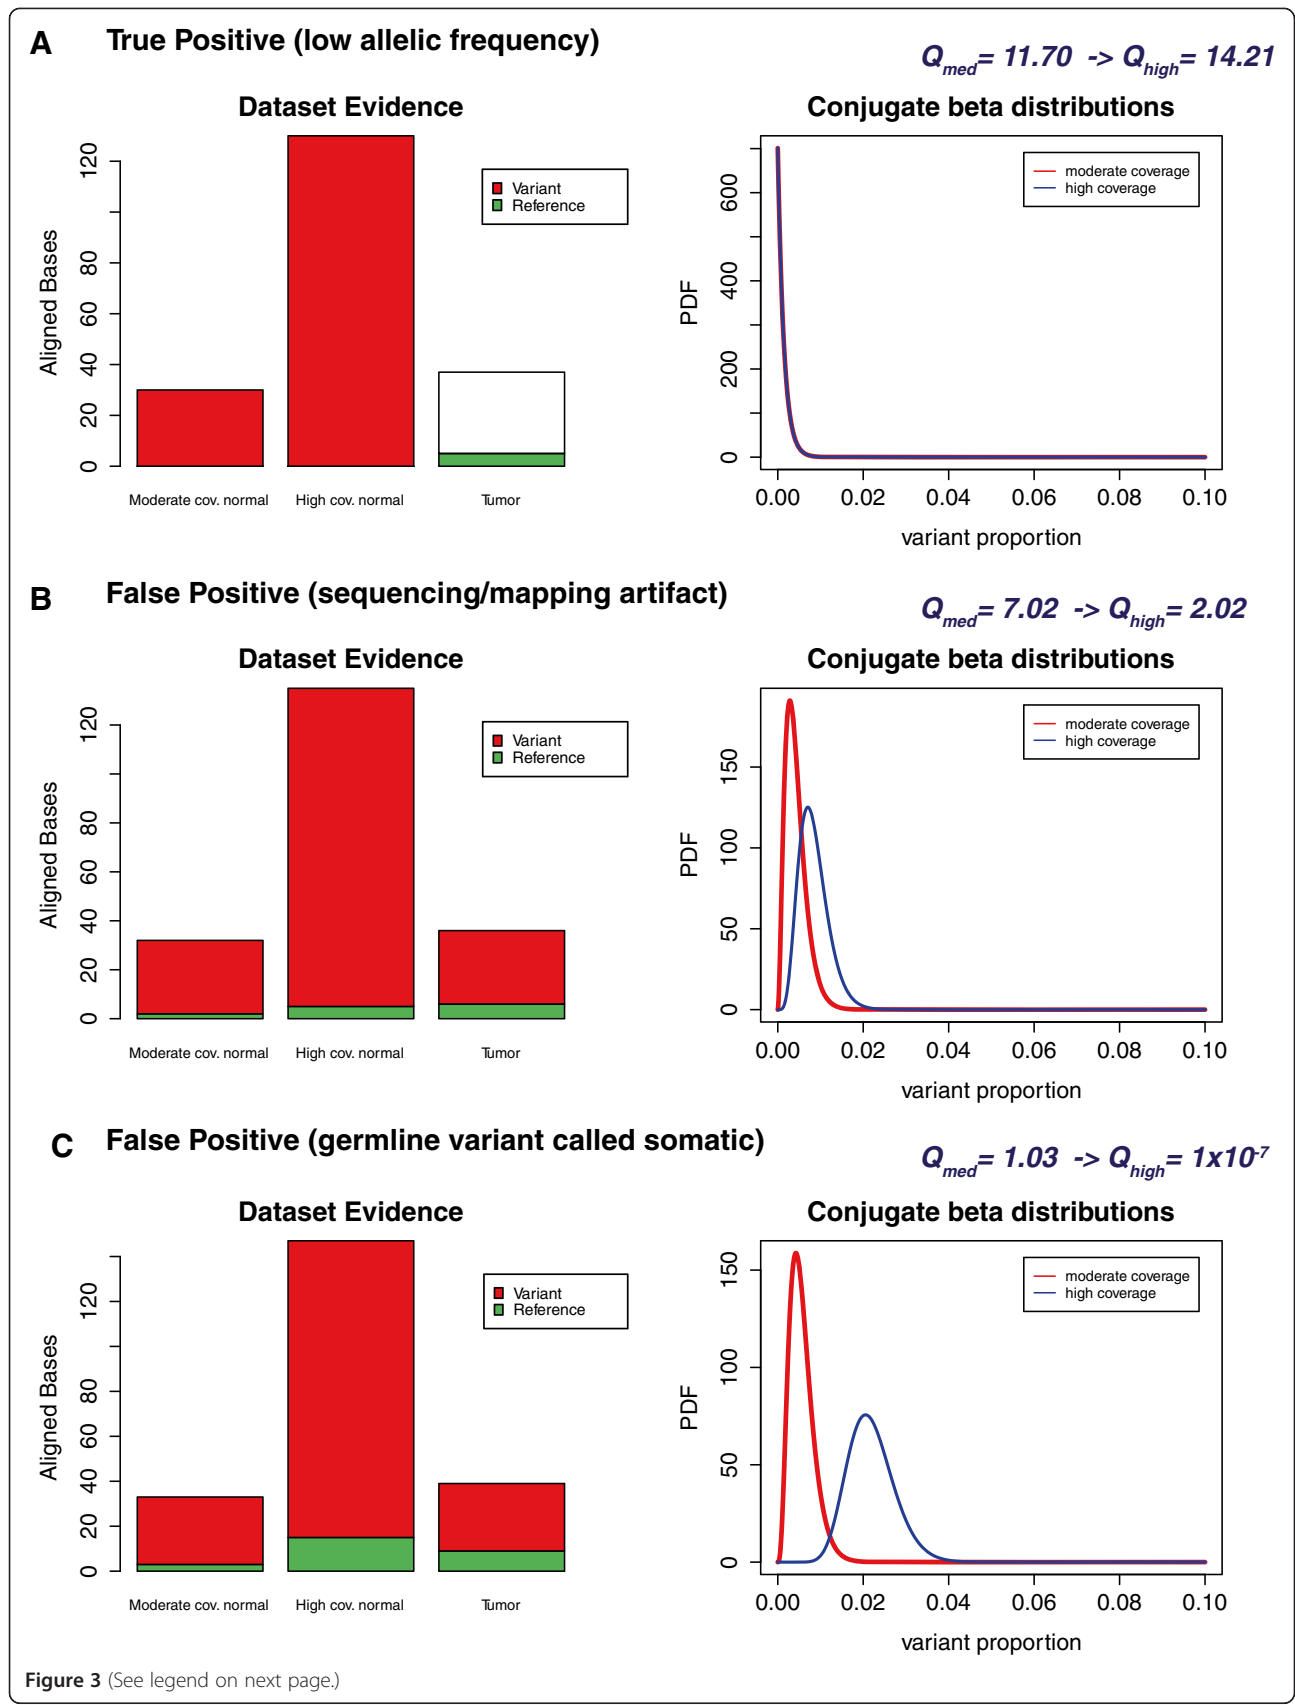 A True Positive (low allelic frequency)
Qmed= 11.70 -> Qhigh= 14.21
Dataset Evidence
Aligned Bases
0 20 40 60 80 120
Variant
Reference
Moderate cov. normal High cov. normal Tumor
Conjugate beta distributions
PDF
0 200 400 600
moderate coverage
high coverage
0.00 0.02 0.04 0.06 0.08 0.10
variant proportion
B False Positive (sequencing/mapping artifact)
Qmed= 7.02 -> Qhigh= 2.02
Dataset Evidence
Aligned Bases
0 20 40 60 80 120
Variant
Reference
Moderate cov. normal High cov. normal Tumor
Conjugate beta distributions
PDF
0 50 100 150
moderate coverage
high coverage
0.00 0.02 0.04 0.06 0.08 0.10
variant proportion
C False Positive (germline variant called somatic)
Qmed= 1.03 -> Qhigh= 1x10-7
Dataset Evidence
Aligned Bases
0 20 40 60 80 120
Variant
Reference
Moderate cov. normal High cov. normal Tumor
Conjugate beta distributions
PDF
0 50 100 150
moderate coverage
high coverage
0.00 0.02 0.04 0.06 0.08 0.10
variant proportion
Figure 3 (See legend on next page.)